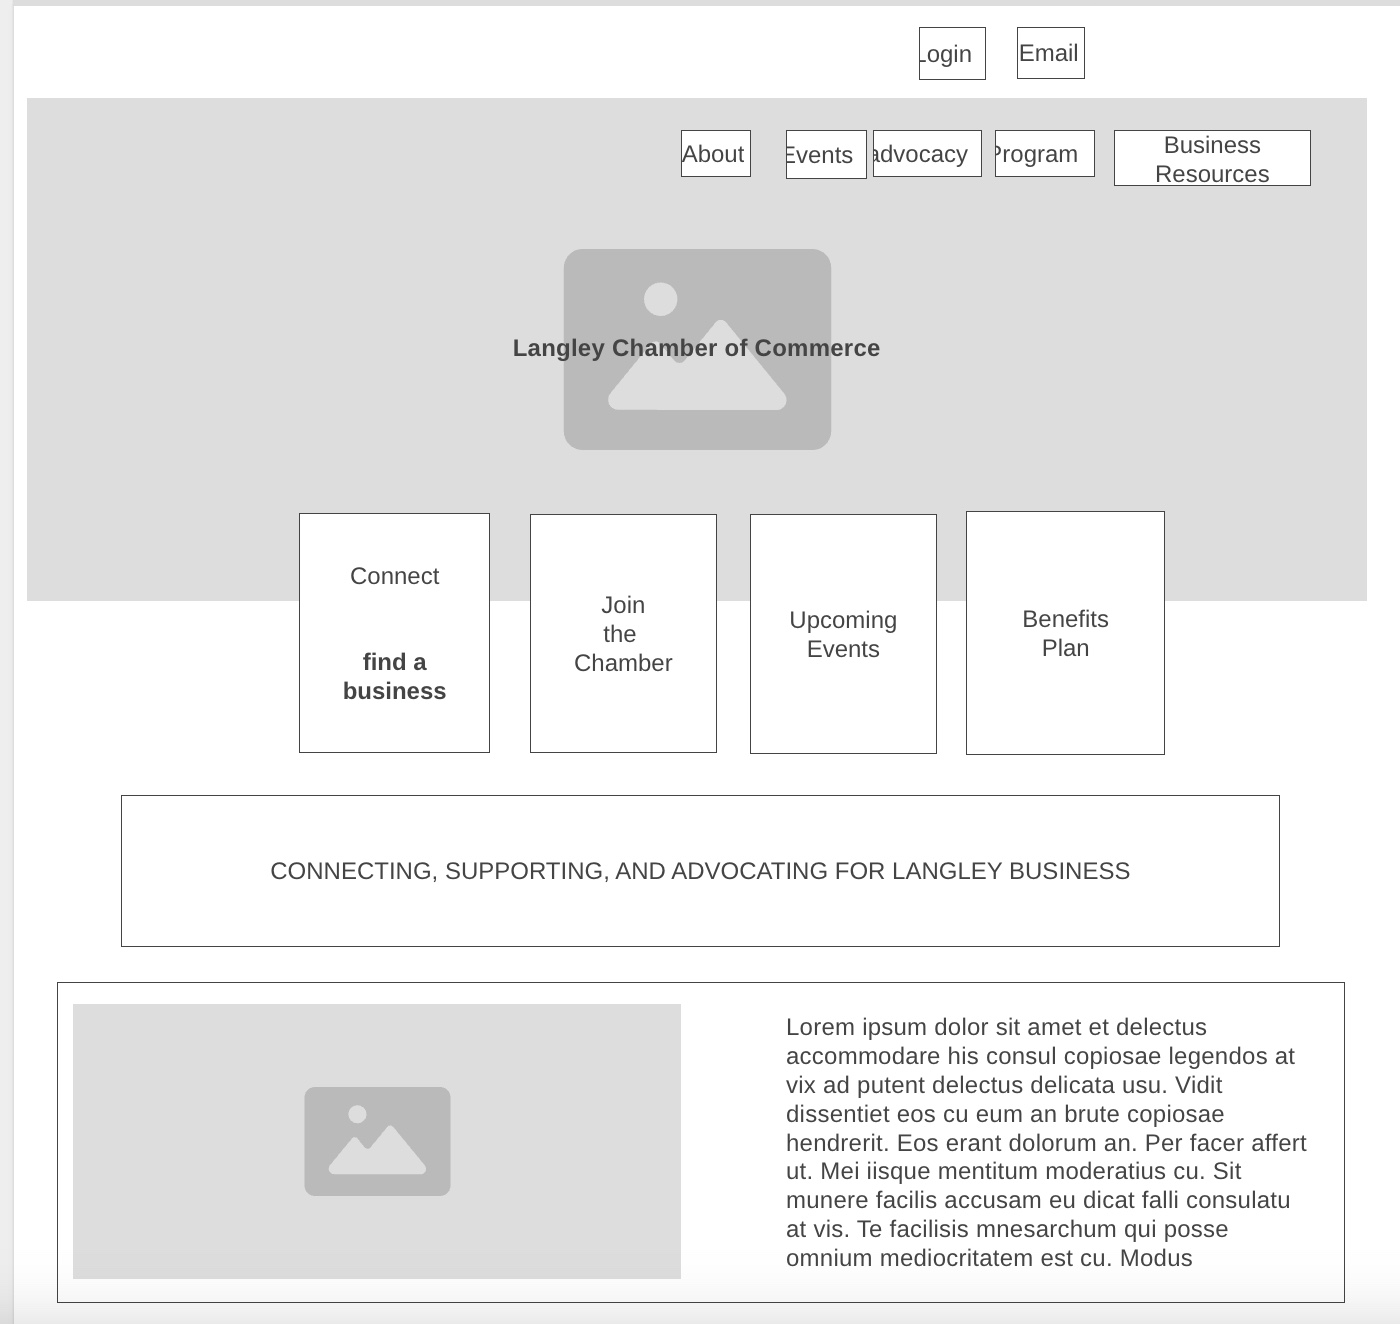 Login
Email
About
Events
advocacy
Program
Business
Resources
Langley Chamber of Commerce
Connect
find a
business
Join
the
Chamber
Upcoming
Events
Benefits
Plan
CONNECTING, SUPPORTING, AND ADVOCATING FOR LANGLEY BUSINESS
Lorem ipsum dolor sit amet et delectus
accommodare his consul copiosae legendos at
vix ad putent delectus delicata usu. Vidit
dissentiet eos cu eum an brute copiosae
hendrerit. Eos erant dolorum an. Per facer affert
ut. Mei iisque mentitum moderatius cu. Sit
munere facilis accusam eu dicat falli consulatu
at vis. Te facilisis mnesarchum qui posse
omnium mediocritatem est cu. Modus